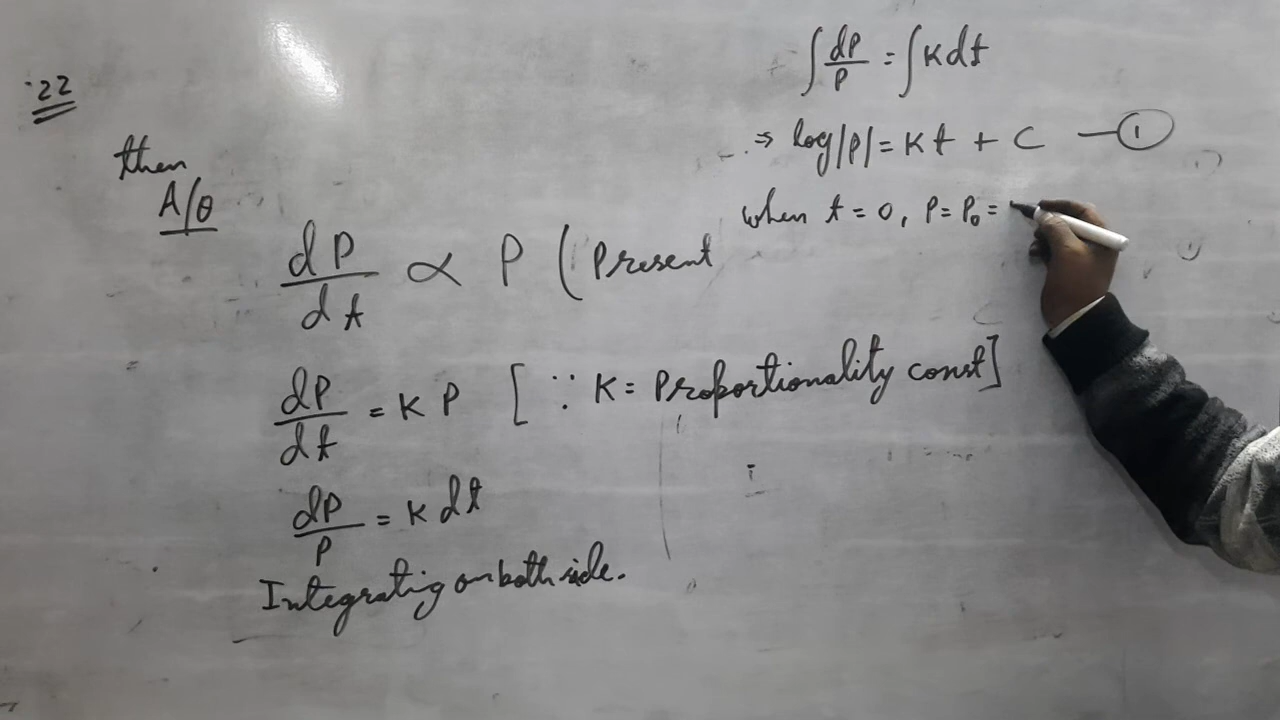 22
then
A/θ
dP/dt ∝ P ( Present
dP/dt = K P [ ∵ K = Proportionality const]
dP/P = K dt
Integrating on both side.
∫ dP/P = ∫ K dt
⇒ log|P| = Kt + C — ①
when t = 0, P = P₀ =